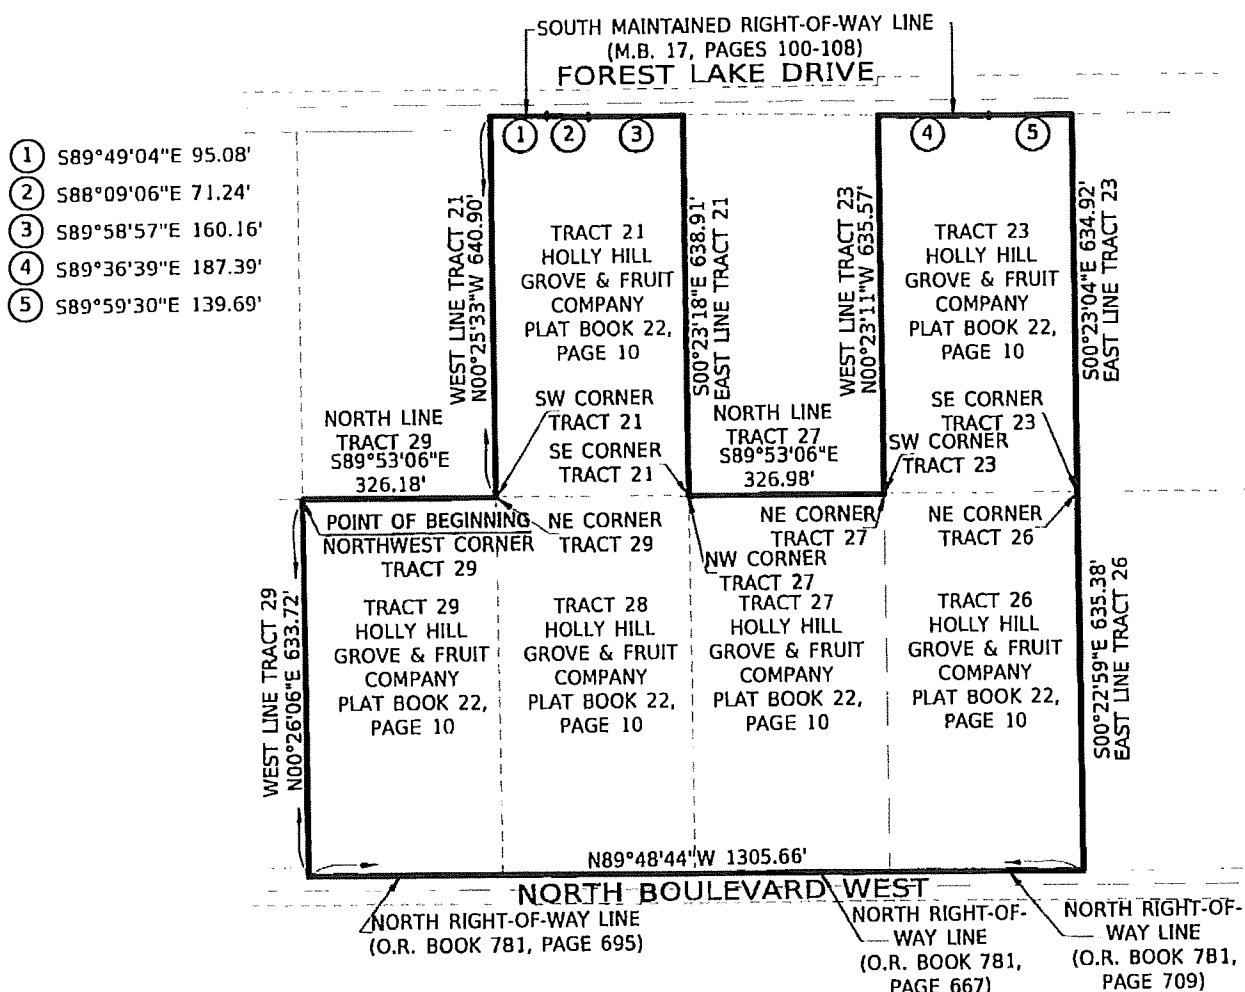 SOUTH MAINTAINED RIGHT-OF-WAY LINE
(M.B. 17, PAGES 100-108)
FOREST LAKE DRIVE
1 S89°49'04"E 95.08'
2 S88°09'06"E 71.24'
3 S89°58'57"E 160.16'
4 S89°36'39"E 187.39'
5 S89°59'30"E 139.69'
1
2
3
4
5
WEST LINE TRACT 21
N00°25'33"W 640.90'
TRACT 21
HOLLY HILL
GROVE & FRUIT
COMPANY
PLAT BOOK 22,
PAGE 10
S00°23'18"E 638.91'
EAST LINE TRACT 21
WEST LINE TRACT 23
N00°23'11"W 635.57'
TRACT 23
HOLLY HILL
GROVE & FRUIT
COMPANY
PLAT BOOK 22,
PAGE 10
S00°23'04"E 634.92'
EAST LINE TRACT 23
NORTH LINE
TRACT 29
S89°53'06"E
326.18'
SW CORNER
TRACT 21
SE CORNER
TRACT 21
NORTH LINE
TRACT 27
S89°53'06"E
326.98'
SW CORNER
TRACT 23
SE CORNER
TRACT 23
POINT OF BEGINNING
NORTHWEST CORNER
TRACT 29
NE CORNER
TRACT 29
NW CORNER
TRACT 27
NE CORNER
TRACT 27
NE CORNER
TRACT 26
WEST LINE TRACT 29
N00°26'06"E 633.72'
TRACT 29
HOLLY HILL
GROVE & FRUIT
COMPANY
PLAT BOOK 22,
PAGE 10
TRACT 28
HOLLY HILL
GROVE & FRUIT
COMPANY
PLAT BOOK 22,
PAGE 10
TRACT 27
HOLLY HILL
GROVE & FRUIT
COMPANY
PLAT BOOK 22,
PAGE 10
TRACT 26
HOLLY HILL
GROVE & FRUIT
COMPANY
PLAT BOOK 22,
PAGE 10
S00°22'59"E 635.38'
EAST LINE TRACT 26
N89°48'44"W 1305.66'
NORTH BOULEVARD WEST
NORTH RIGHT-OF-WAY LINE
(O.R. BOOK 781, PAGE 695)
NORTH RIGHT-OF-
WAY LINE
(O.R. BOOK 781,
PAGE 667)
NORTH RIGHT-OF-
WAY LINE
(O.R. BOOK 781,
PAGE 709)